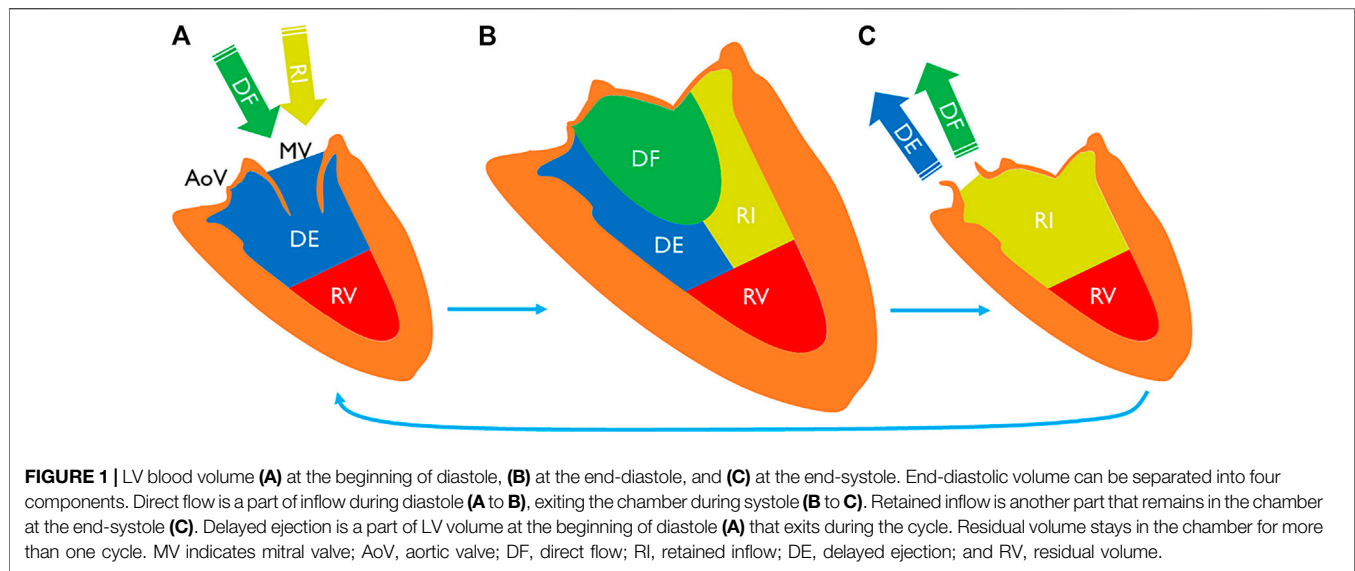 A
B
C
DF
RI
MV
AoV
DE
RV
DF
DE
RI
RV
DE
DF
RI
RV
FIGURE 1 | LV blood volume (A) at the beginning of diastole, (B) at the end-diastole, and (C) at the end-systole. End-diastolic volume can be separated into four
components. Direct flow is a part of inflow during diastole (A to B), exiting the chamber during systole (B to C). Retained inflow is another part that remains in the chamber
at the end-systole (C). Delayed ejection is a part of LV volume at the beginning of diastole (A) that exits during the cycle. Residual volume stays in the chamber for more
than one cycle. MV indicates mitral valve; AoV, aortic valve; DF, direct flow; RI, retained inflow; DE, delayed ejection; and RV, residual volume.